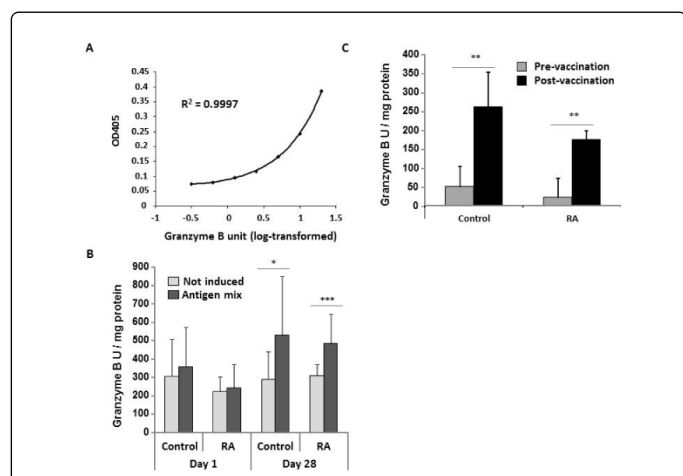 A
0.45
0.4
0.35
0.3
0.25
0.2
0.15
0.1
0.05
0
OD405
R² = 0.9997
-1 -0.5 0 0.5 1 1.5
Granzyme B unit (log-transformed)
B
900
800
700
600
500
400
300
200
100
0
Granzyme B U / mg protein
Not induced
Antigen mix
*
***
Control RA Control RA
Day 1 Day 28
C
400
350
300
250
200
150
100
50
0
Granzyme B U / mg protein
Pre-vaccination
Post-vaccination
**
**
Control RA